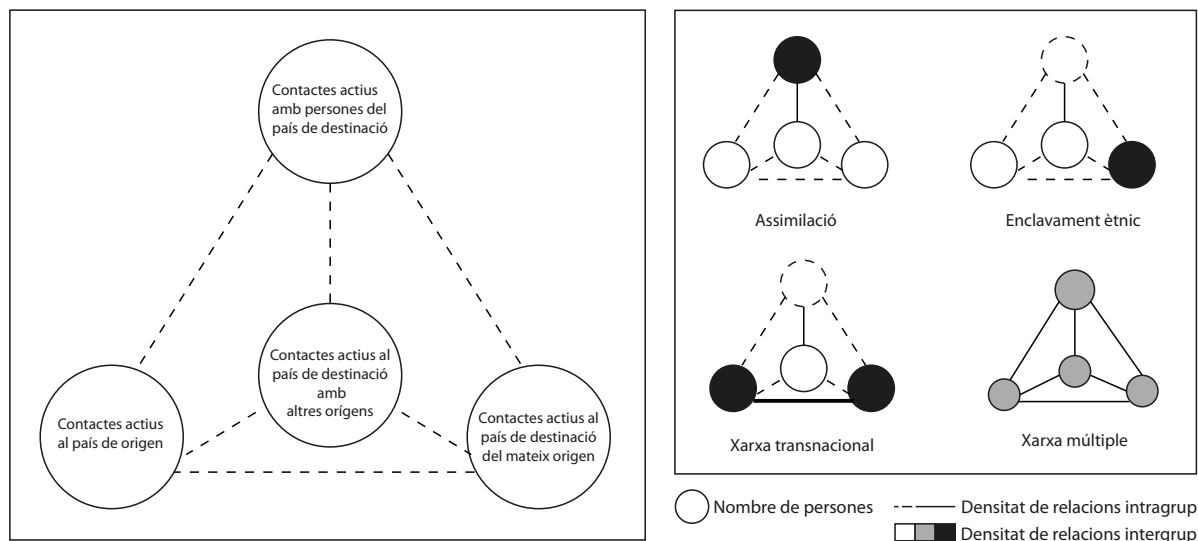 Contactes actius
amb persones del
país de destinació
Contactes actius al
país de destinació
amb
altres orígens
Contactes actius
al país de origen
Contactes actius al
país de destinació
del mateix origen
Assimilació
Enclavament ètnic
Xarxa transnacional
Xarxa múltiple
Nombre de persones
Densitat de relacions intragrup
Densitat de relacions intergrup